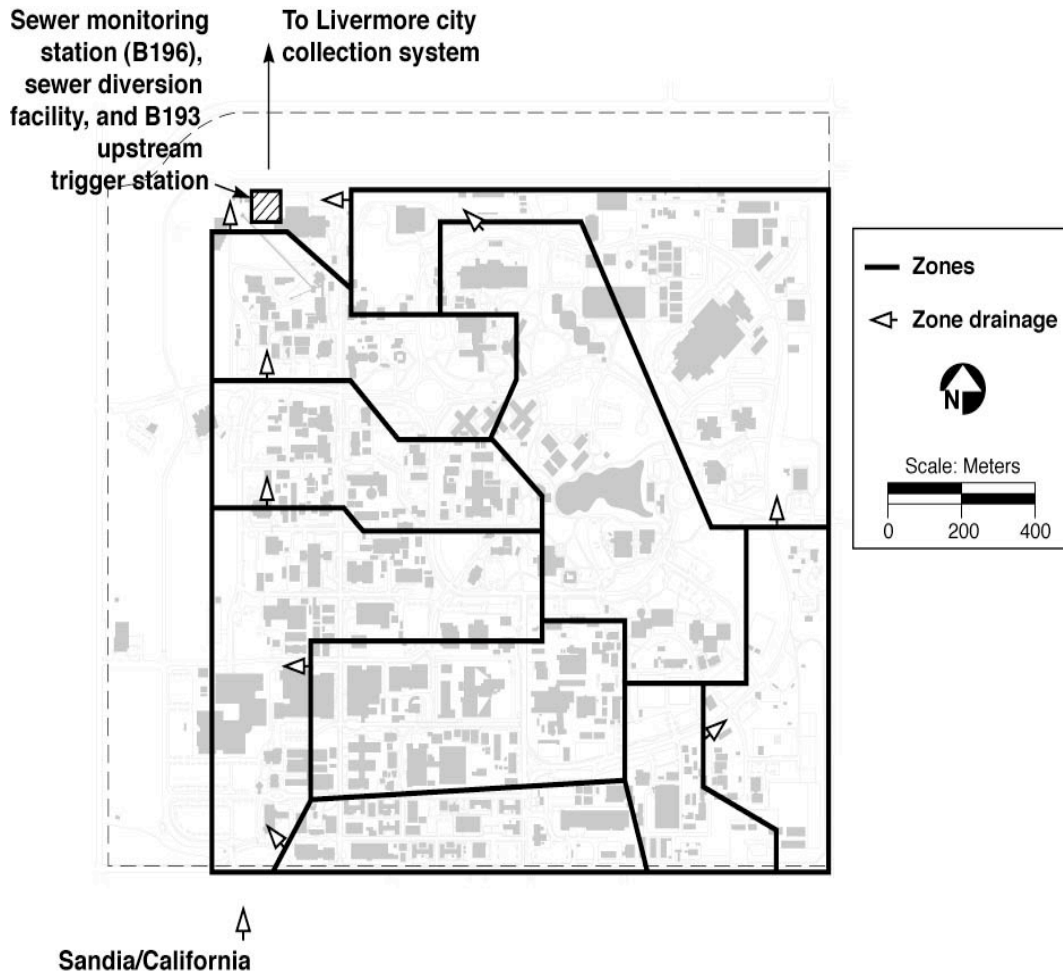 Sewer monitoring
station (B196),
sewer diversion
facility, and B193
upstream
trigger station
To Livermore city
collection system
Zones
Zone drainage
N
Scale: Meters
0 200 400
Sandia/California